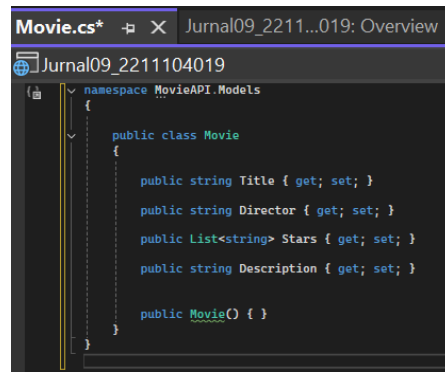 Movie.cs* Jurnal09_2211...019: Overview
Jurnal09_2211104019
namespace MovieAPI.Models
{
public class Movie
{
public string Title { get; set; }
public string Director { get; set; }
public List<string> Stars { get; set; }
public string Description { get; set; }
public Movie() { }
}
}